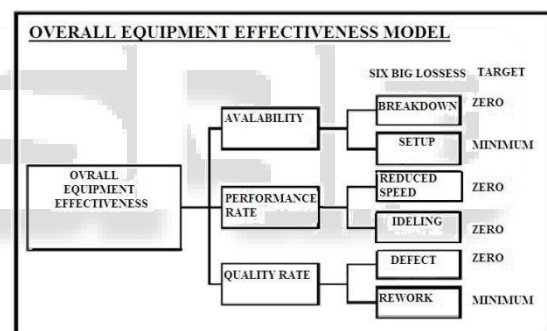 OVERALL EQUIPMENT EFFECTIVENESS MODEL
SIX BIG LOSSESS TARGET
BREAKDOWN ZERO
AVALABILITY
SETUP MINIMUM
OVRALL
EQUIPMENT
EFFECTIVENESS
PERFORMANCE
RATE
REDUCED
SPEED
ZERO
IDELING
ZERO
DEFECT ZERO
QUALITY RATE
REWORK MINIMUM